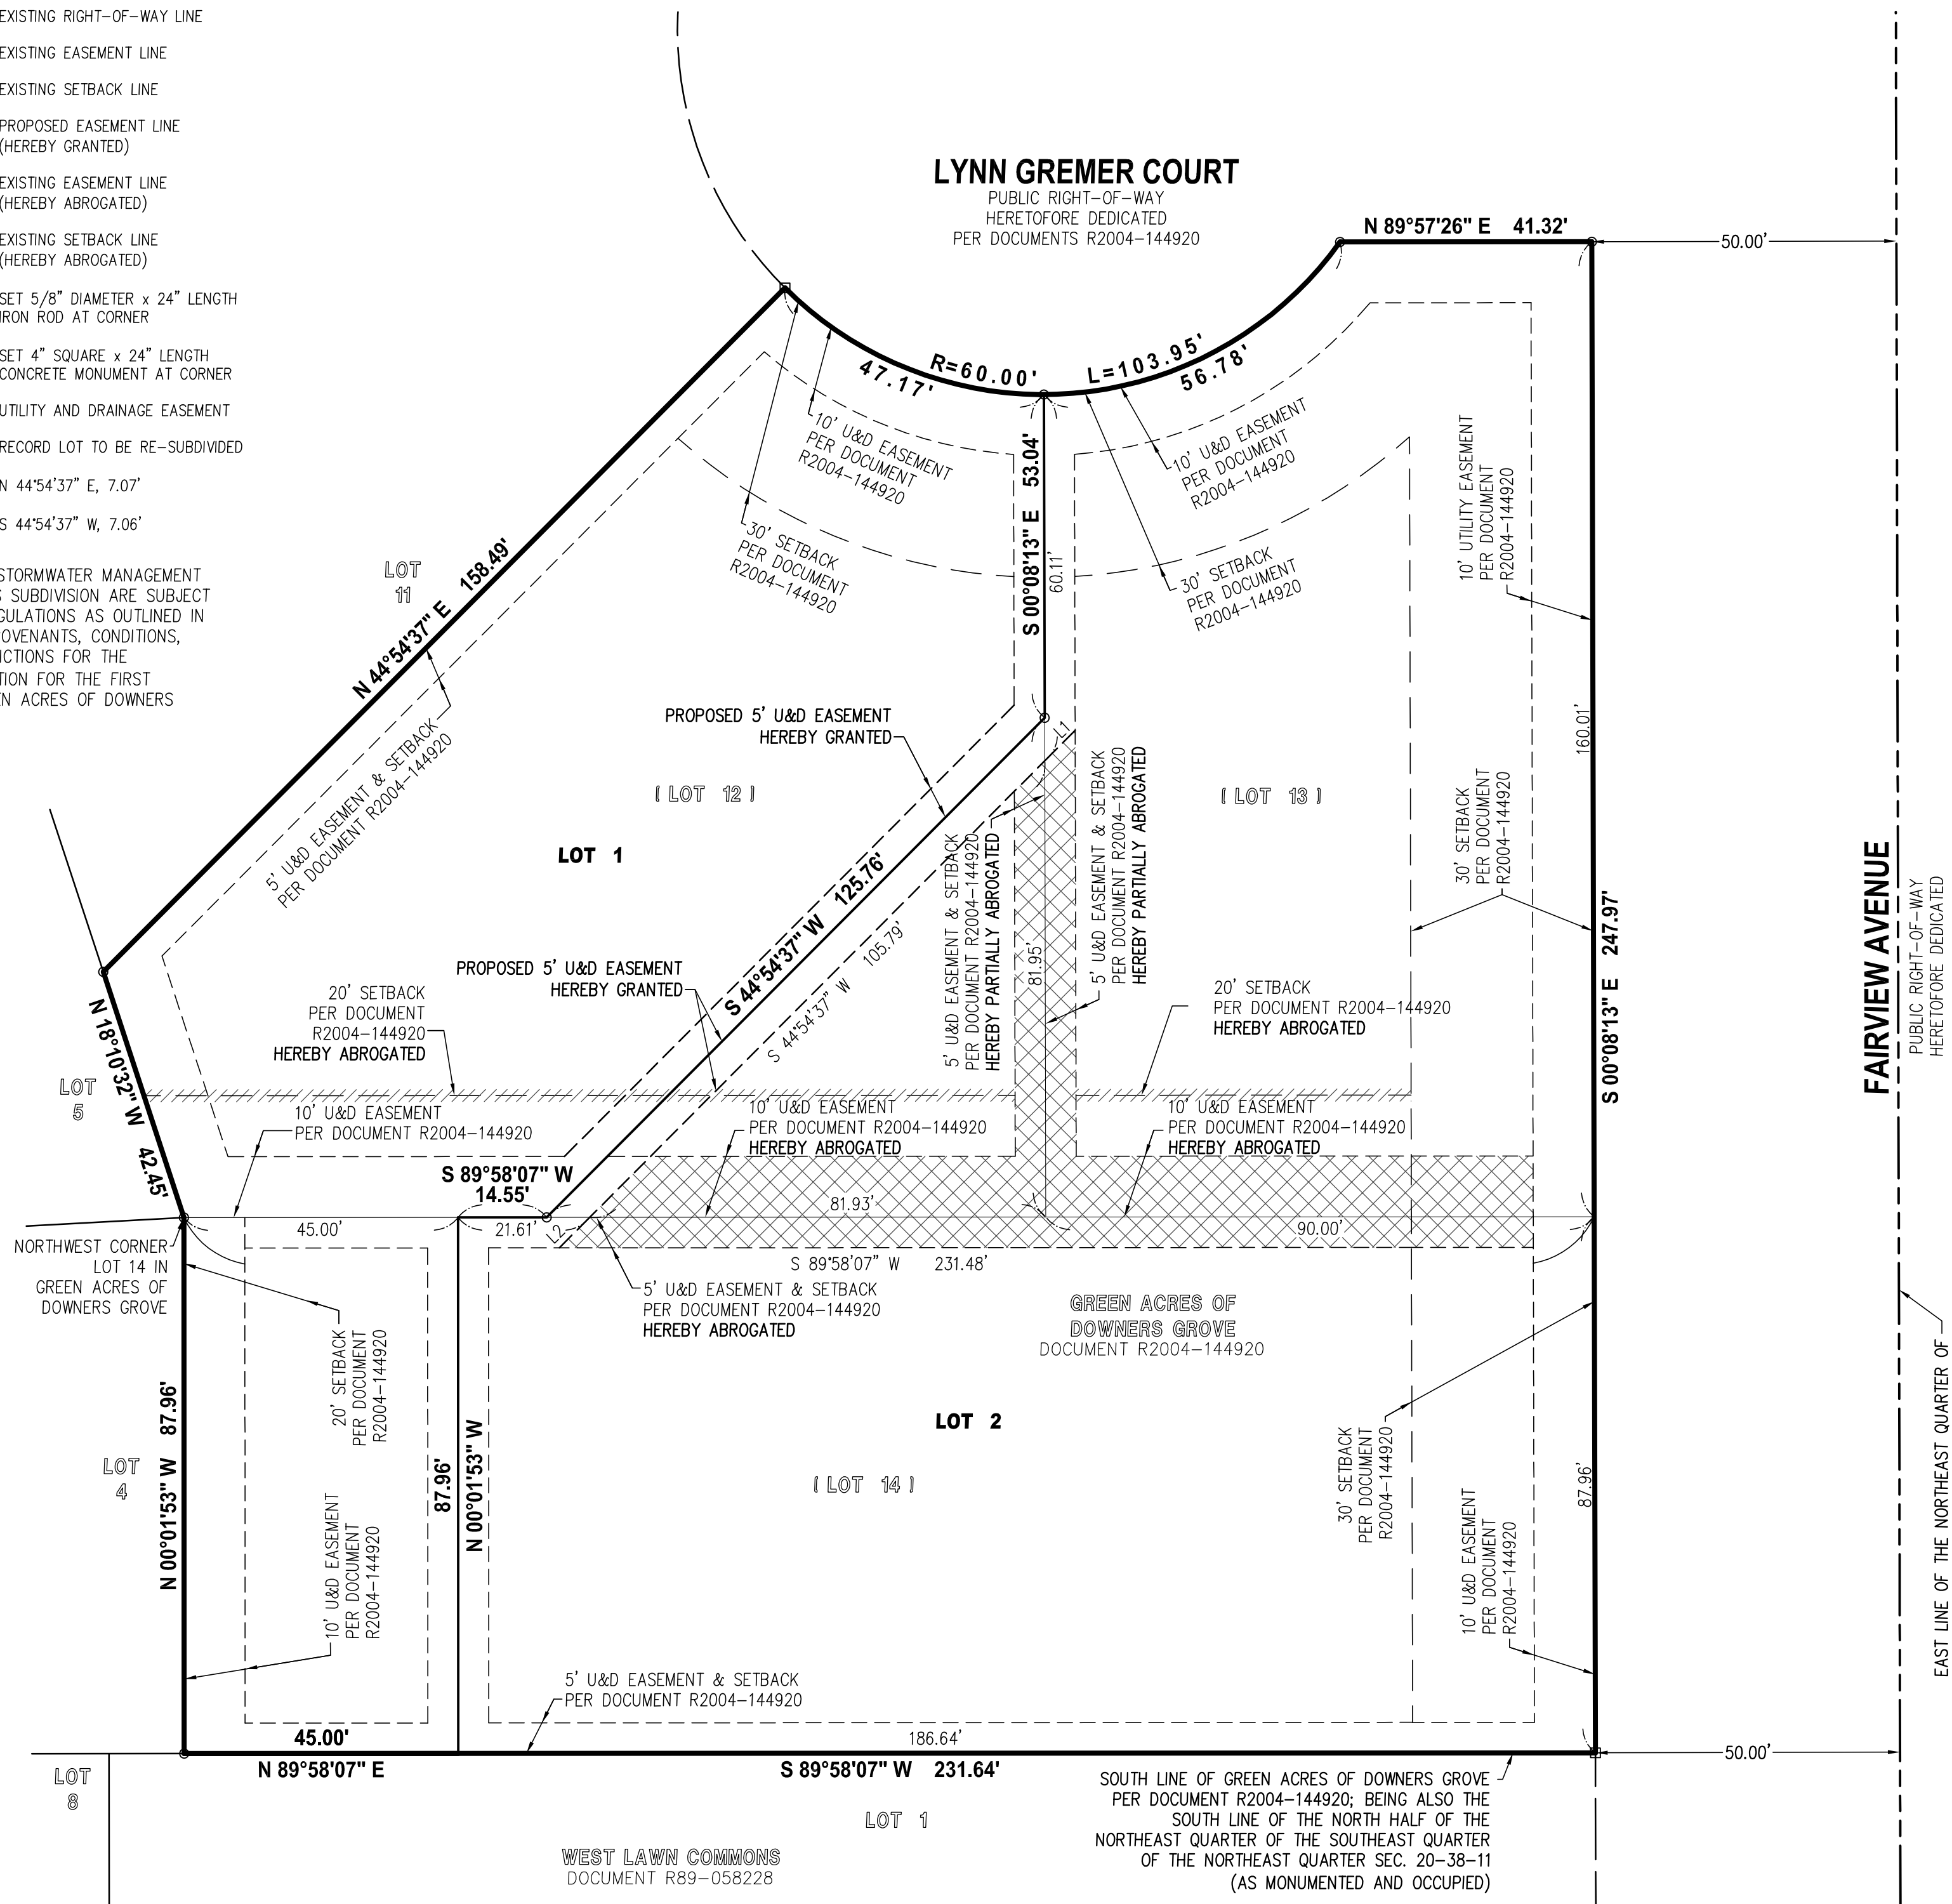 EXISTING RIGHT-OF-WAY LINE
EXISTING EASEMENT LINE
EXISTING SETBACK LINE
PROPOSED EASEMENT LINE
(HEREBY GRANTED)
EXISTING EASEMENT LINE
(HEREBY ABROGATED)
EXISTING SETBACK LINE
(HEREBY ABROGATED)
SET 5/8" DIAMETER x 24" LENGTH
IRON ROD AT CORNER
SET 4" SQUARE x 24" LENGTH
CONCRETE MONUMENT AT CORNER
UTILITY AND DRAINAGE EASEMENT
RECORD LOT TO BE RE-SUBDIVIDED
N 44°54'37" E, 7.07'
S 44°54'37" W, 7.06'
STORMWATER MANAGEMENT
SUBDIVISION ARE SUBJECT
AS OUTLINED IN
CONDITIONS,
FOR THE
FOR THE FIRST
ACRES OF DOWNERS
LYNN GREMER COURT
PUBLIC RIGHT-OF-WAY
HERETOFORE DEDICATED
PER DOCUMENTS R2004-144920
N 89°57'26" E 41.32'
50.00'
R=60.00' L=103.95'
47.17'
56.78'
10' U&D EASEMENT
PER DOCUMENT
R2004-144920
30' SETBACK
PER DOCUMENT
R2004-144920
10' U&D EASEMENT
PER DOCUMENT
R2004-144920
30' SETBACK
PER DOCUMENT
R2004-144920
S 00°08'13" E 53.04'
60.11'
10' UTILITY EASEMENT
PER DOCUMENT
R2004-144920
LOT
11
N 44°54'37" E 158.49'
5' U&D EASEMENT & SETBACK
PER DOCUMENT R2004-144920
PROPOSED 5' U&D EASEMENT
HEREBY GRANTED
L1
( LOT 12 )
LOT 1
( LOT 13 )
160.01'
30' SETBACK
PER DOCUMENT
R2004-144920
5' U&D EASEMENT & SETBACK
PER DOCUMENT R2004-144920
HEREBY PARTIALLY ABROGATED
81.95'
5' U&D EASEMENT & SETBACK
PER DOCUMENT R2004-144920
HEREBY PARTIALLY ABROGATED
S 44°54'37" W 125.76'
S 44°54'37" W 105.79'
PROPOSED 5' U&D EASEMENT
HEREBY GRANTED
S 00°08'13" E 247.97'
FAIRVIEW AVENUE
PUBLIC RIGHT-OF-WAY
HERETOFORE DEDICATED
N 18°10'32" W 42.45'
20' SETBACK
PER DOCUMENT
R2004-144920
HEREBY ABROGATED
20' SETBACK
PER DOCUMENT R2004-144920
HEREBY ABROGATED
LOT
5
10' U&D EASEMENT
PER DOCUMENT R2004-144920
10' U&D EASEMENT
PER DOCUMENT R2004-144920
HEREBY ABROGATED
10' U&D EASEMENT
PER DOCUMENT R2004-144920
HEREBY ABROGATED
S 89°58'07" W
14.55'
45.00'
21.61'
L2
81.93'
90.00'
S 89°58'07" W 231.48'
NORTHWEST CORNER
LOT 14 IN
GREEN ACRES OF
DOWNERS GROVE
5' U&D EASEMENT & SETBACK
PER DOCUMENT R2004-144920
HEREBY ABROGATED
GREEN ACRES OF
DOWNERS GROVE
DOCUMENT R2004-144920
20' SETBACK
PER DOCUMENT
R2004-144920
LOT 2
( LOT 14 )
N 00°01'53" W 87.96'
LOT
4
87.96'
N 00°01'53" W
10' U&D EASEMENT
PER DOCUMENT
R2004-144920
30' SETBACK
PER DOCUMENT
R2004-144920
87.96'
10' U&D EASEMENT
PER DOCUMENT
R2004-144920
EAST LINE OF THE NORTHEAST QUARTER OF
5' U&D EASEMENT & SETBACK
PER DOCUMENT R2004-144920
45.00'
186.64'
50.00'
N 89°58'07" E
S 89°58'07" W 231.64'
LOT
8
SOUTH LINE OF GREEN ACRES OF DOWNERS GROVE
PER DOCUMENT R2004-144920; BEING ALSO THE
SOUTH LINE OF THE NORTH HALF OF THE
NORTHEAST QUARTER OF THE SOUTHEAST QUARTER
OF THE NORTHEAST QUARTER SEC. 20-38-11
(AS MONUMENTED AND OCCUPIED)
LOT 1
WEST LAWN COMMONS
DOCUMENT R89-058228